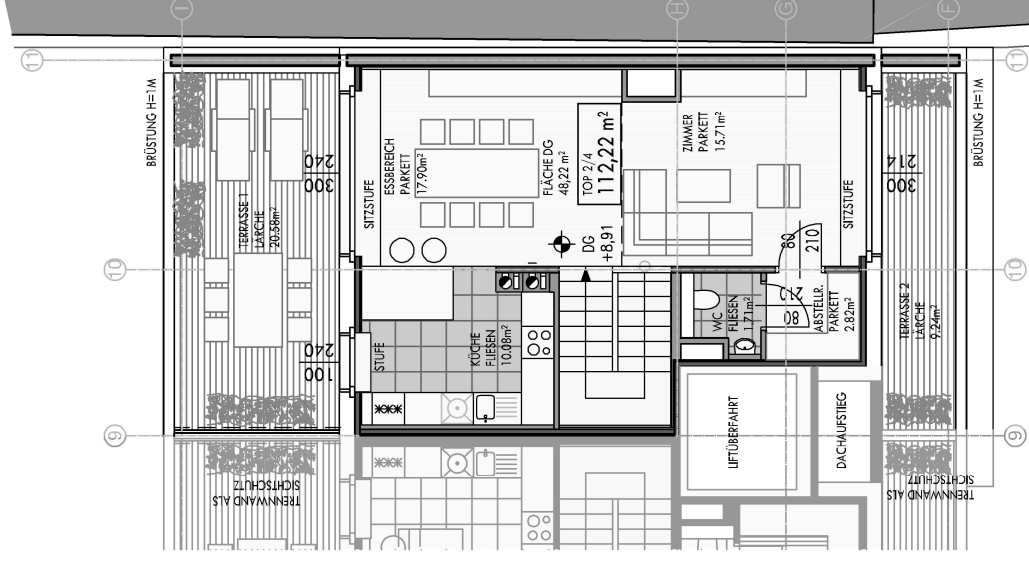 I
H
G
F
11
11
BRÜSTUNG H=1M
BRÜSTUNG H=1M
240
300
214
300
TERRASSE 1
LÄRCHE
20.58m²
SITZSTUFE
ESSBEREICH
PARKETT
17.90m²
FLÄCHE DG
48,22 m²
TOP 2/4
112,22 m²
ZIMMER
PARKETT
15.71m²
SITZSTUFE
DG
+8,91
80
210
10
10
WC
FLIESEN
1.71m²
80
210
ABSTELLR.
PARKETT
2.82m²
TERRASSE 2
LÄRCHE
9.24m²
240
100
STUFE
KÜCHE
FLIESEN
10.08m²
9
9
LIFTÜBERFAHRT
DACHAUFSTIEG
TRENNWAND ALS
SICHTSCHUTZ
TRENNWAND ALS
SICHTSCHUTZ